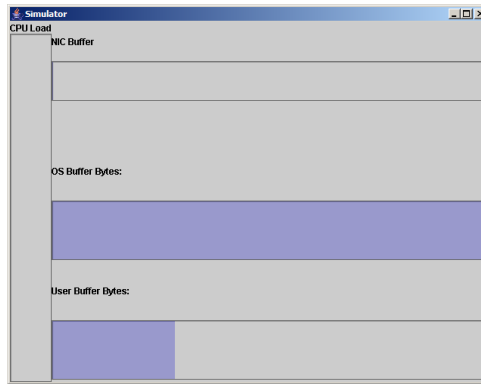 Simulator
CPU Load
NIC Buffer
OS Buffer Bytes:
User Buffer Bytes: